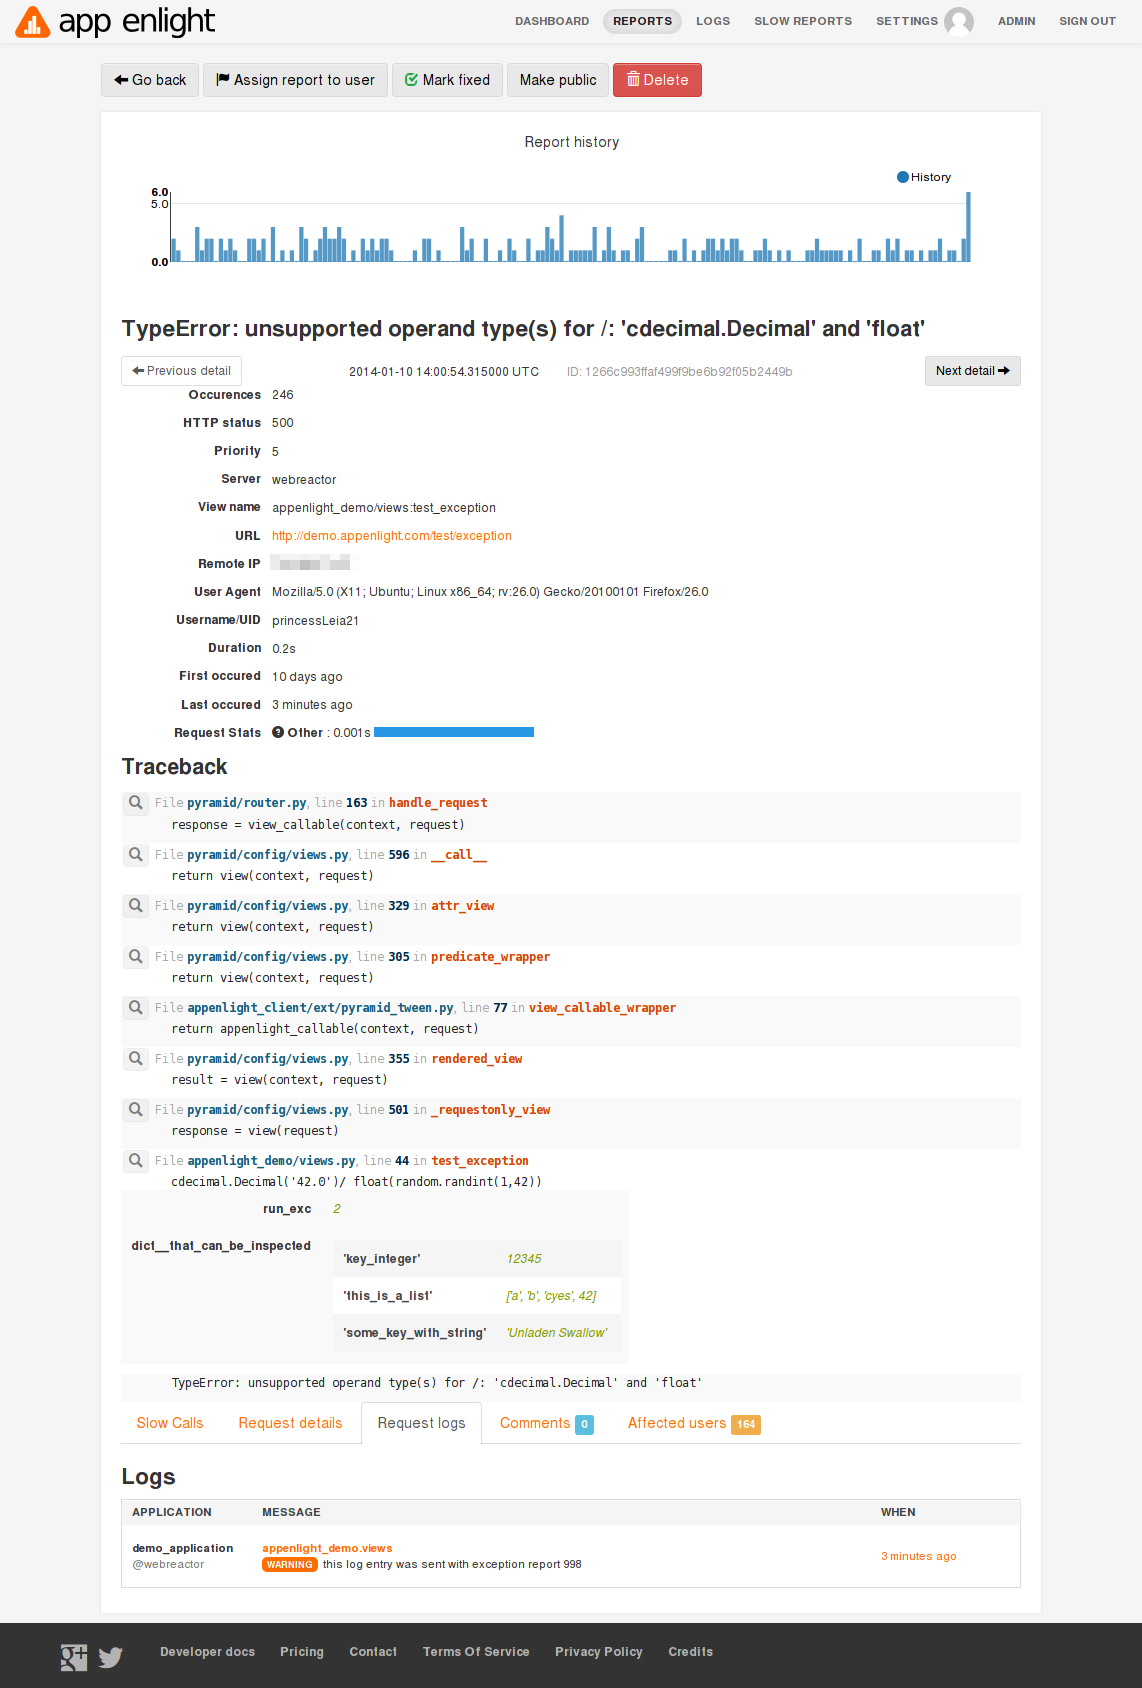 app enlight
DASHBOARD REPORTS LOGS SLOW REPORTS SETTINGS ADMIN SIGN OUT
Go back Assign report to user Mark fixed Make public Delete
Report history
History
6.0
5.0
0.0
TypeError: unsupported operand type(s) for /: 'cdecimal.Decimal' and 'float'
Previous detail 2014-01-10 14:00:54.315000 UTC ID: 1266c993ffaf499f9be6b92f05b2449b Next detail
Occurences 246
HTTP status 500
Priority 5
Server webreactor
View name appenlight_demo/views:test_exception
URL http://demo.appenlight.com/test/exception
Remote IP
User Agent Mozilla/5.0 (X11; Ubuntu; Linux x86_64; rv:26.0) Gecko/20100101 Firefox/26.0
Username/UID princessLeia21
Duration 0.2s
First occured 10 days ago
Last occured 3 minutes ago
Request Stats Other : 0.001s
Traceback
File pyramid/router.py, line 163 in handle_request
response = view_callable(context, request)
File pyramid/config/views.py, line 596 in __call__
return view(context, request)
File pyramid/config/views.py, line 329 in attr_view
return view(context, request)
File pyramid/config/views.py, line 305 in predicate_wrapper
return view(context, request)
File appenlight_client/ext/pyramid_tween.py, line 77 in view_callable_wrapper
return appenlight_callable(context, request)
File pyramid/config/views.py, line 355 in rendered_view
result = view(context, request)
File pyramid/config/views.py, line 501 in _requestonly_view
response = view(request)
File appenlight_demo/views.py, line 44 in test_exception
cdecimal.Decimal('42.0')/ float(random.randint(1,42))
run_exc 2
dict__that_can_be_inspected
'key_integer' 12345
'this_is_a_list' ['a', 'b', 'cyes', 42]
'some_key_with_string' 'Unladen Swallow'
TypeError: unsupported operand type(s) for /: 'cdecimal.Decimal' and 'float'
Slow Calls Request details Request logs Comments 0 Affected users 164
Logs
APPLICATION MESSAGE WHEN
demo_application appenlight_demo.views
@webreactor WARNING this log entry was sent with exception report 998 3 minutes ago
g+ Developer docs Pricing Contact Terms Of Service Privacy Policy Credits